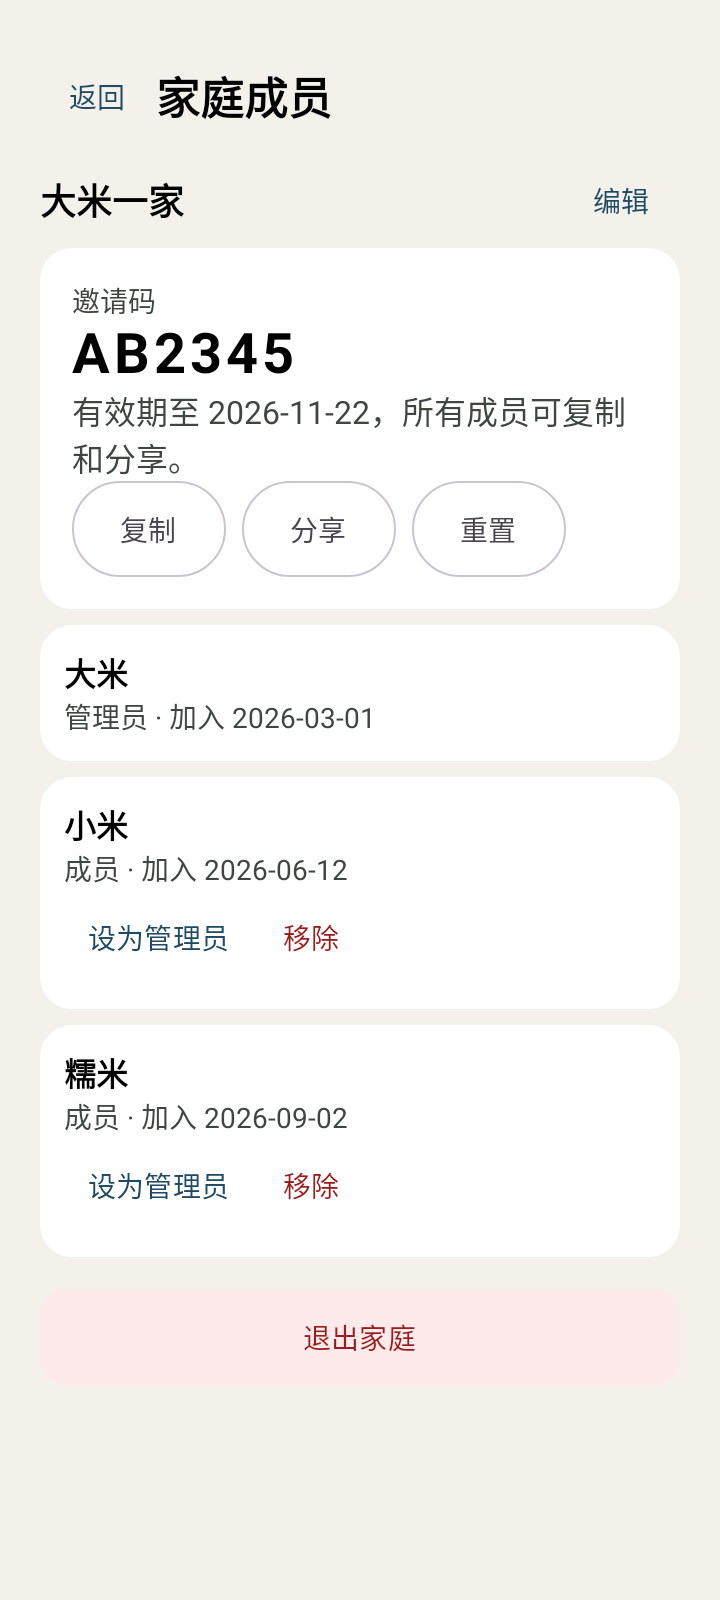 返回 家庭成员
大米一家 编辑
邀请码
AB2345
有效期至 2026-11-22，所有成员可复制
和分享。
复制 分享 重置
大米
管理员 · 加入 2026-03-01
小米
成员 · 加入 2026-06-12
设为管理员 移除
糯米
成员 · 加入 2026-09-02
设为管理员 移除
退出家庭